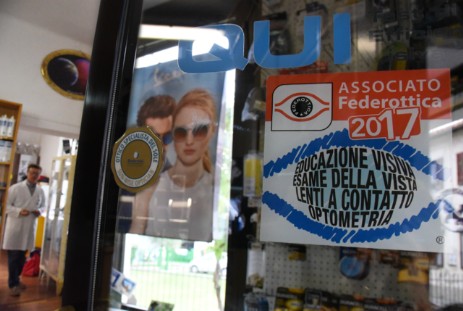 QUI
ASSOCIATO
Federottica
2017
EDUCAZIONE VISIVA
ESAME DELLA VISTA
LENTI A CONTATTO
OPTOMETRIA
®